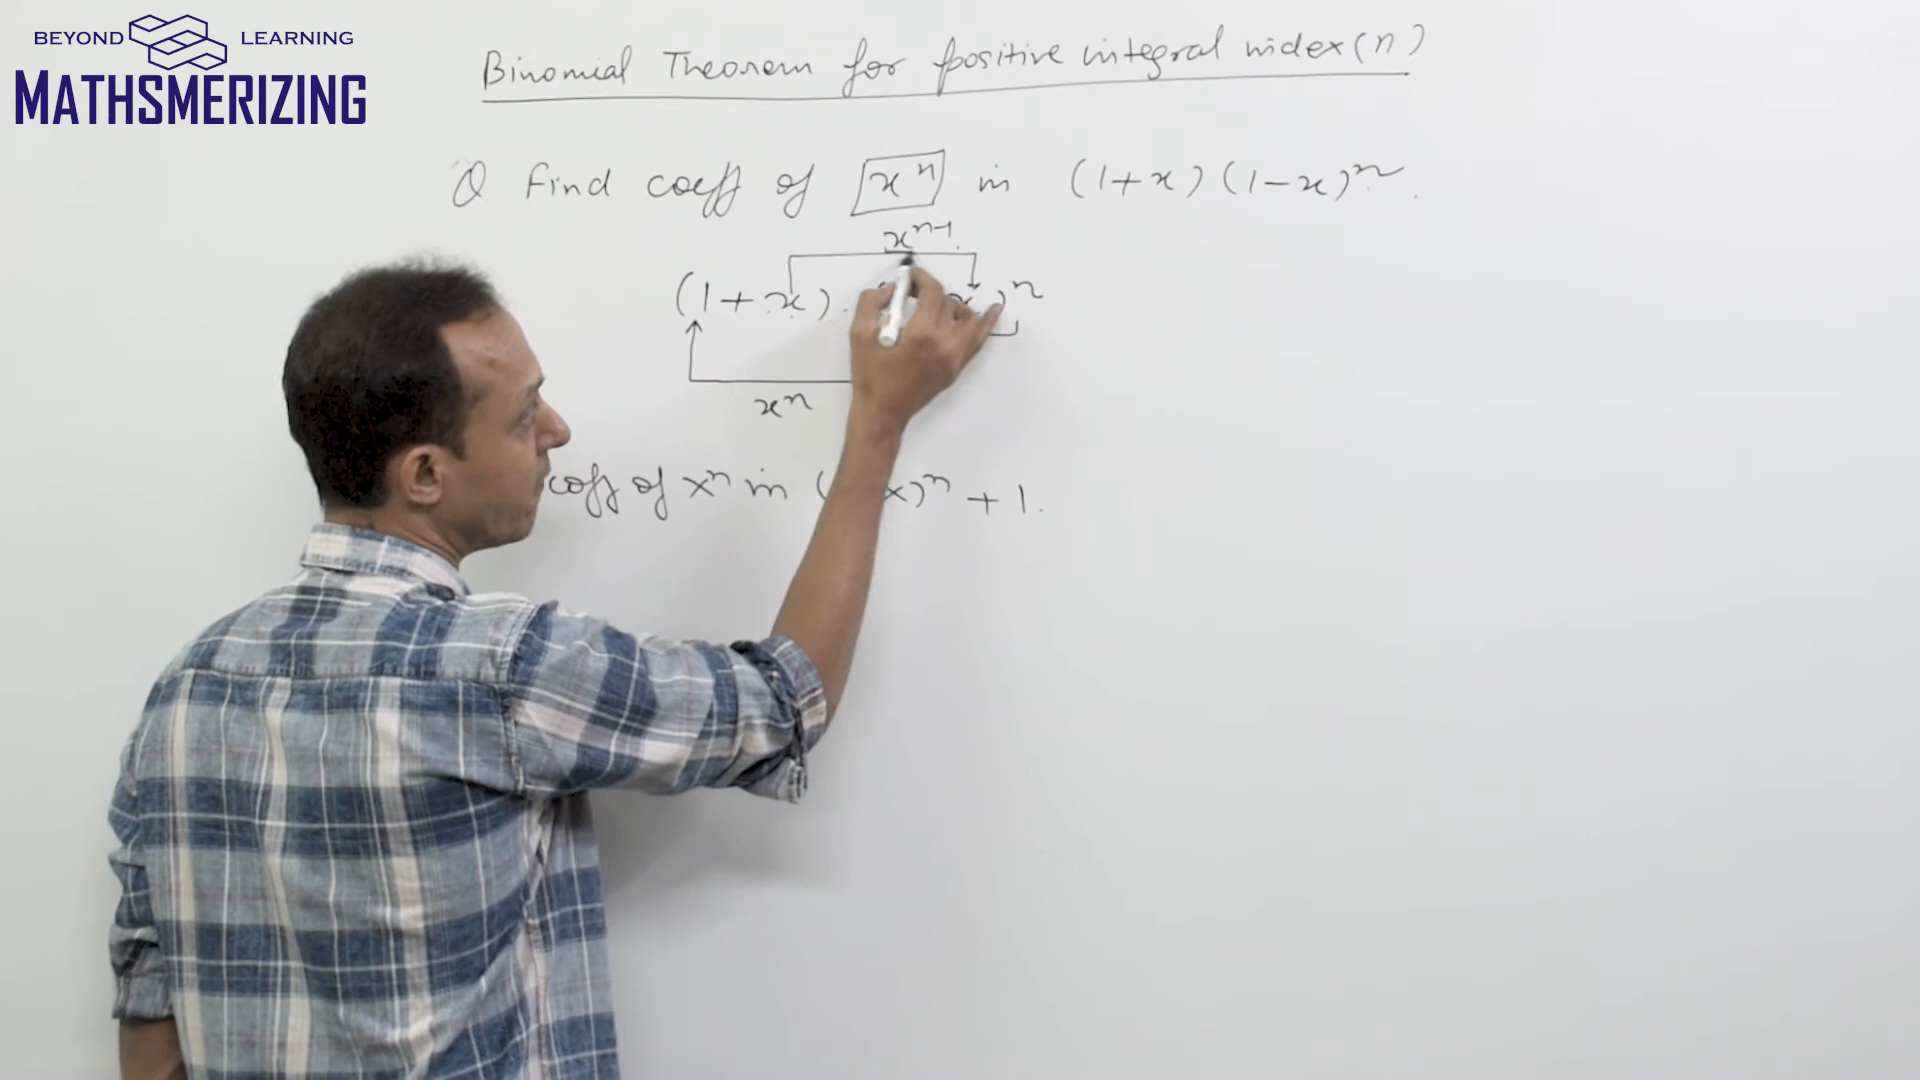 BEYOND LEARNING
MATHSMERIZING
Binomial Theorem for positive integral index (n)
Q Find coeff of x^n in (1+x)(1-x)^n.
x^n-1
(1+x). x)^n
x^n
coeff of x^n in ( x)^n + 1.